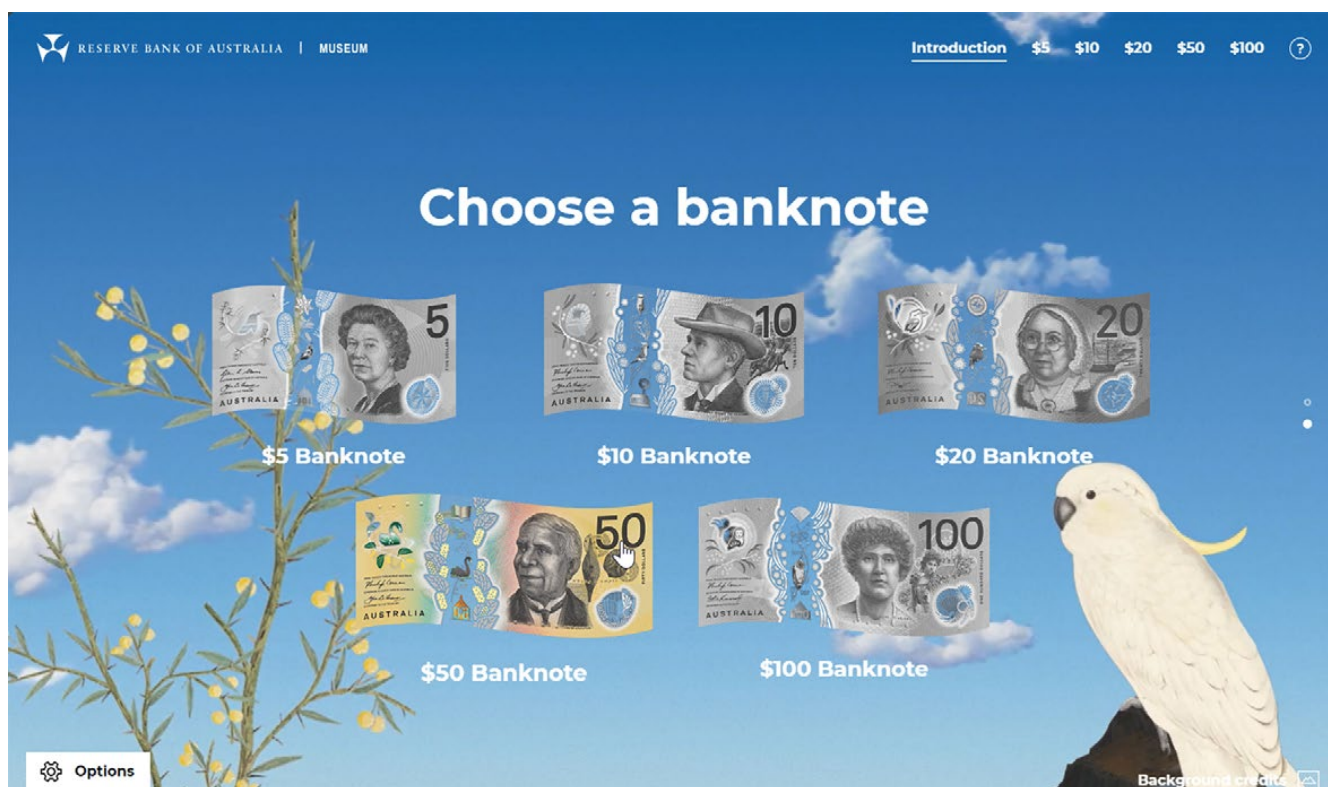 RESERVE BANK OF AUSTRALIA | MUSEUM
Introduction $5 $10 $20 $50 $100 ?
Choose a banknote
5
AUSTRALIA
10
AUSTRALIA
20
AUSTRALIA
$5 Banknote $10 Banknote $20 Banknote
50
AUSTRALIA
100
AUSTRALIA
$50 Banknote $100 Banknote
Options
Background credits